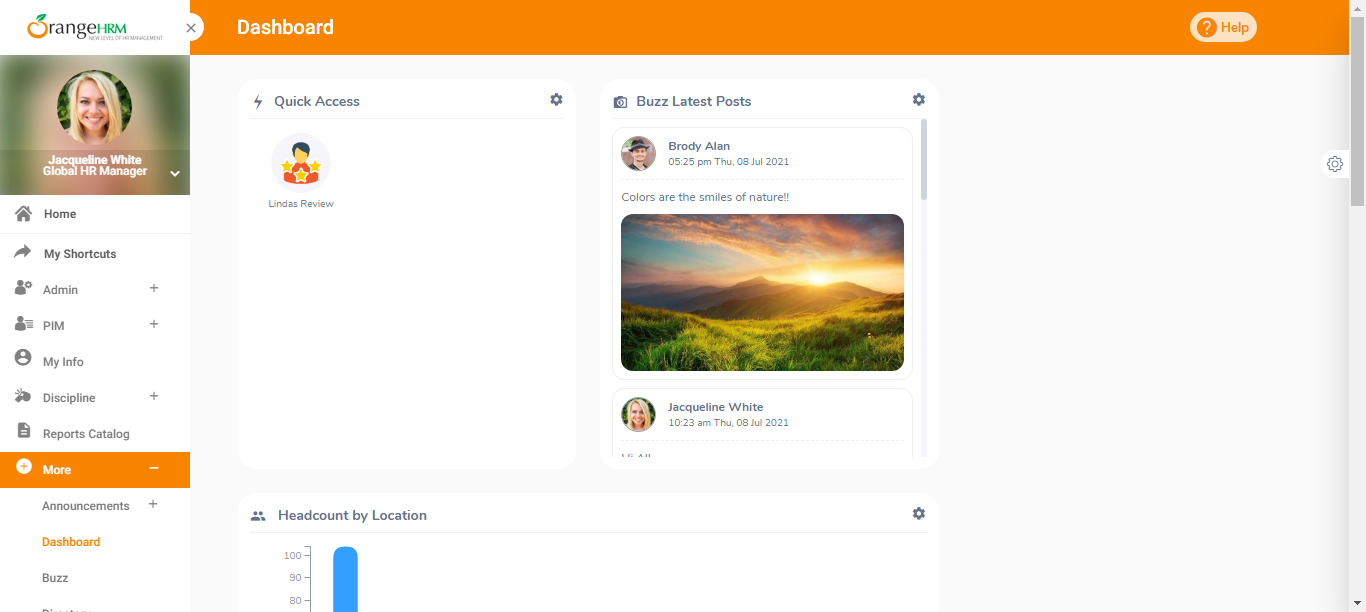 OrangeHRM
NEW LEVEL OF HR MANAGEMENT
Dashboard
? Help
Jacqueline White
Global HR Manager
Home
My Shortcuts
Admin
PIM
My Info
Discipline
Reports Catalog
More
Announcements
Dashboard
Buzz
Quick Access
Lindas Review
Buzz Latest Posts
Brody Alan
05:25 pm Thu, 08 Jul 2021
Colors are the smiles of nature!!
Jacqueline White
10:23 am Thu, 08 Jul 2021
Headcount by Location
100
90
80